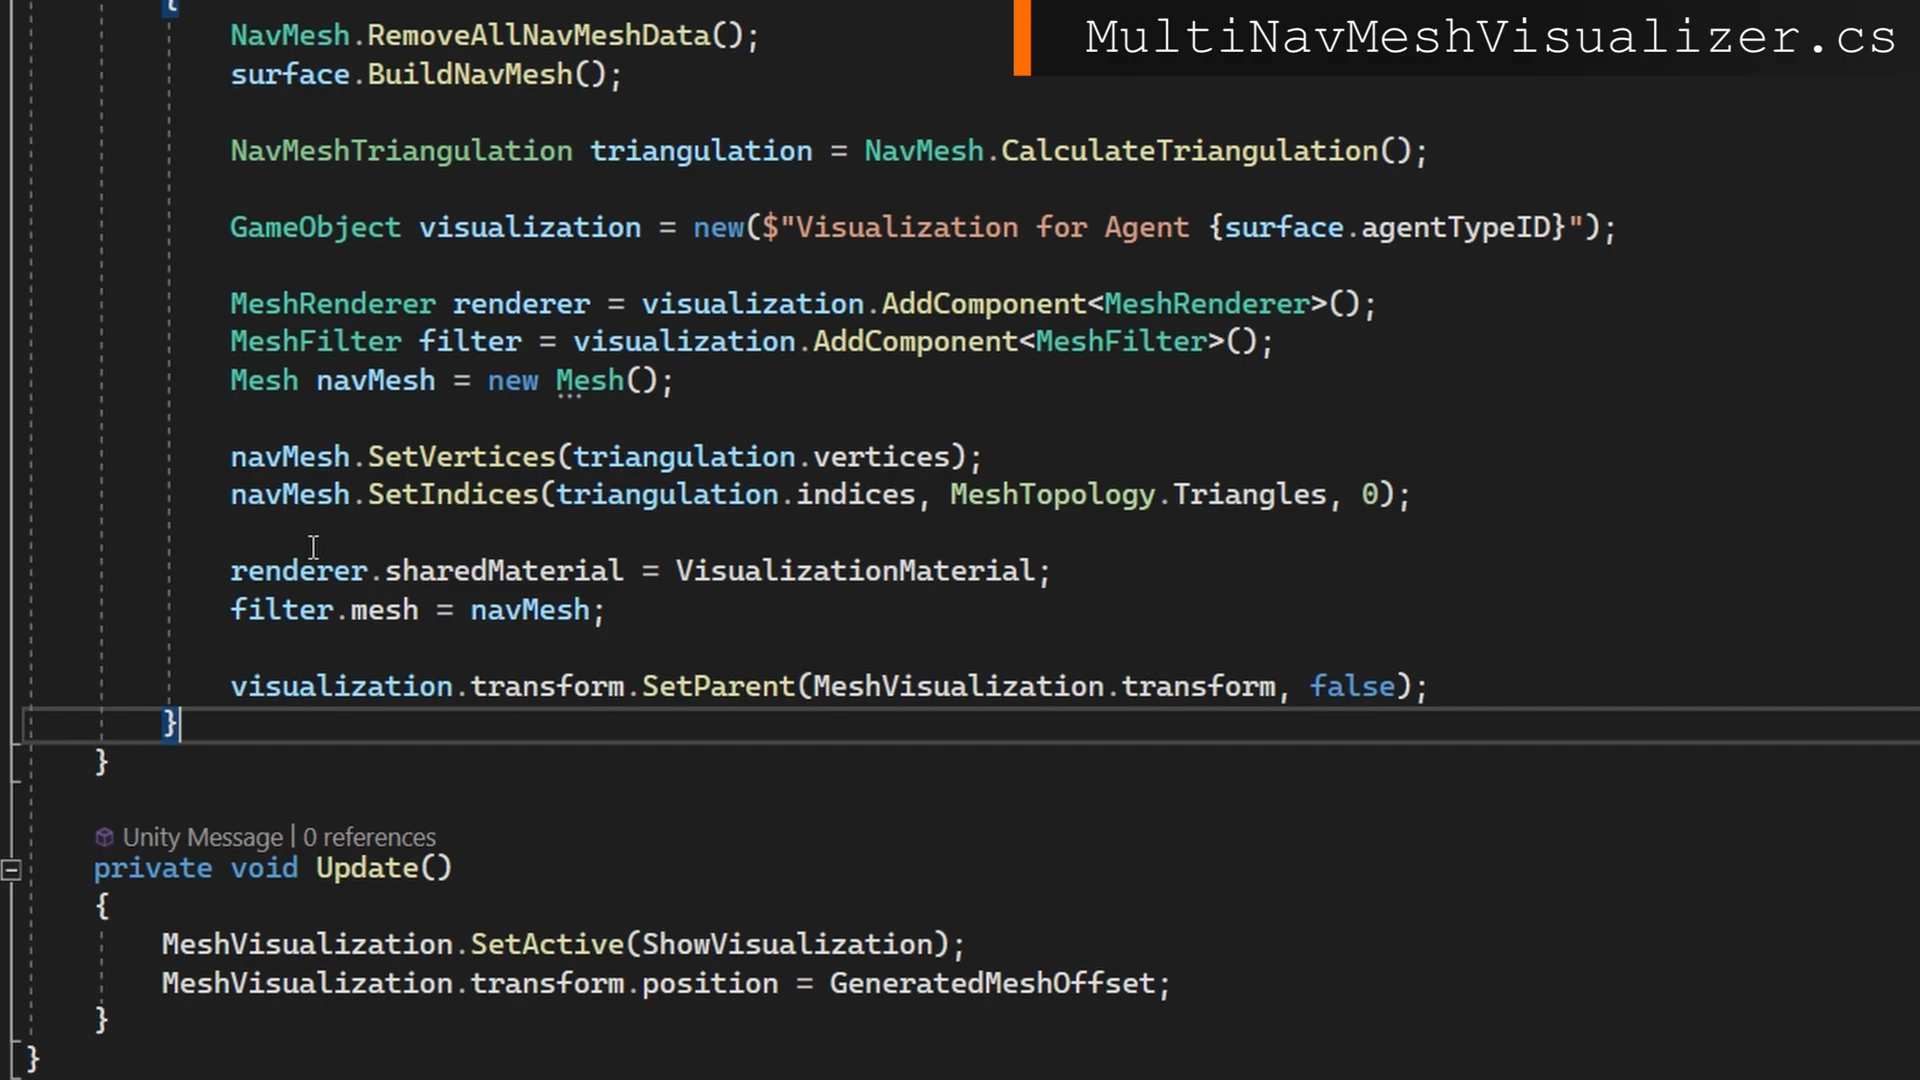 MultiNavMeshVisualizer.cs
{
NavMesh.RemoveAllNavMeshData();
surface.BuildNavMesh();
NavMeshTriangulation triangulation = NavMesh.CalculateTriangulation();
GameObject visualization = new($"Visualization for Agent {surface.agentTypeID}");
MeshRenderer renderer = visualization.AddComponent<MeshRenderer>();
MeshFilter filter = visualization.AddComponent<MeshFilter>();
Mesh navMesh = new Mesh();
navMesh.SetVertices(triangulation.vertices);
navMesh.SetIndices(triangulation.indices, MeshTopology.Triangles, 0);
renderer.sharedMaterial = VisualizationMaterial;
filter.mesh = navMesh;
visualization.transform.SetParent(MeshVisualization.transform, false);
}
}
Unity Message | 0 references
private void Update()
{
MeshVisualization.SetActive(ShowVisualization);
MeshVisualization.transform.position = GeneratedMeshOffset;
}
}